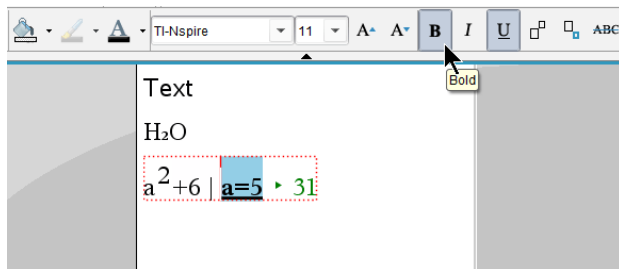 A TI-Nspire 11 A A B I U ABC
Bold
Text
H₂O
a²+6 | a=5 ▸ 31